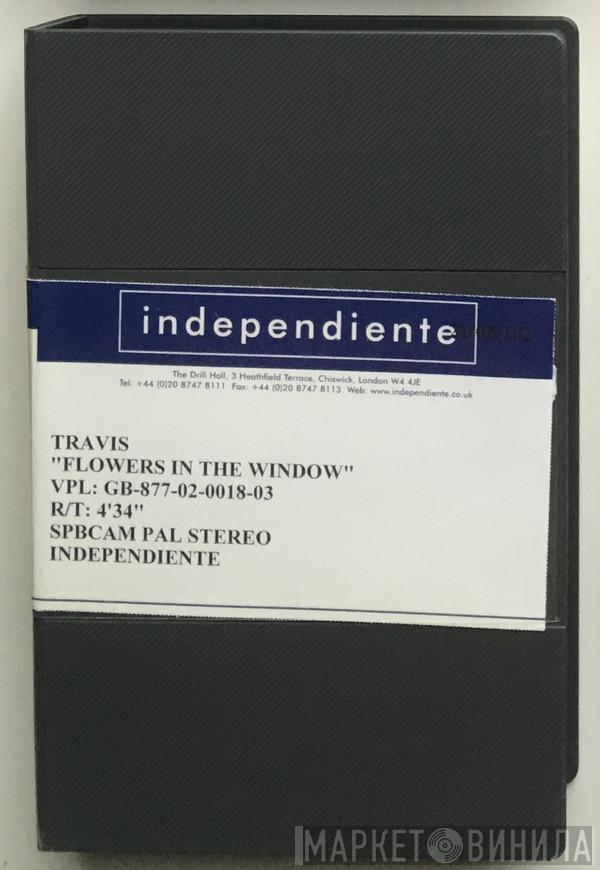 independiente
The Drill Hall, 3 Heathfield Terrace, Chiswick, London W4 4JE
Tel: +44 (0)20 8747 8111 Fax: +44 (0)20 8747 8113 Web: www.independiente.co.uk
TRAVIS
"FLOWERS IN THE WINDOW"
VPL: GB-877-02-0018-03
R/T: 4'34"
SPBCAM PAL STEREO
INDEPENDIENTE
МАРКЕТ ВИНИЛА